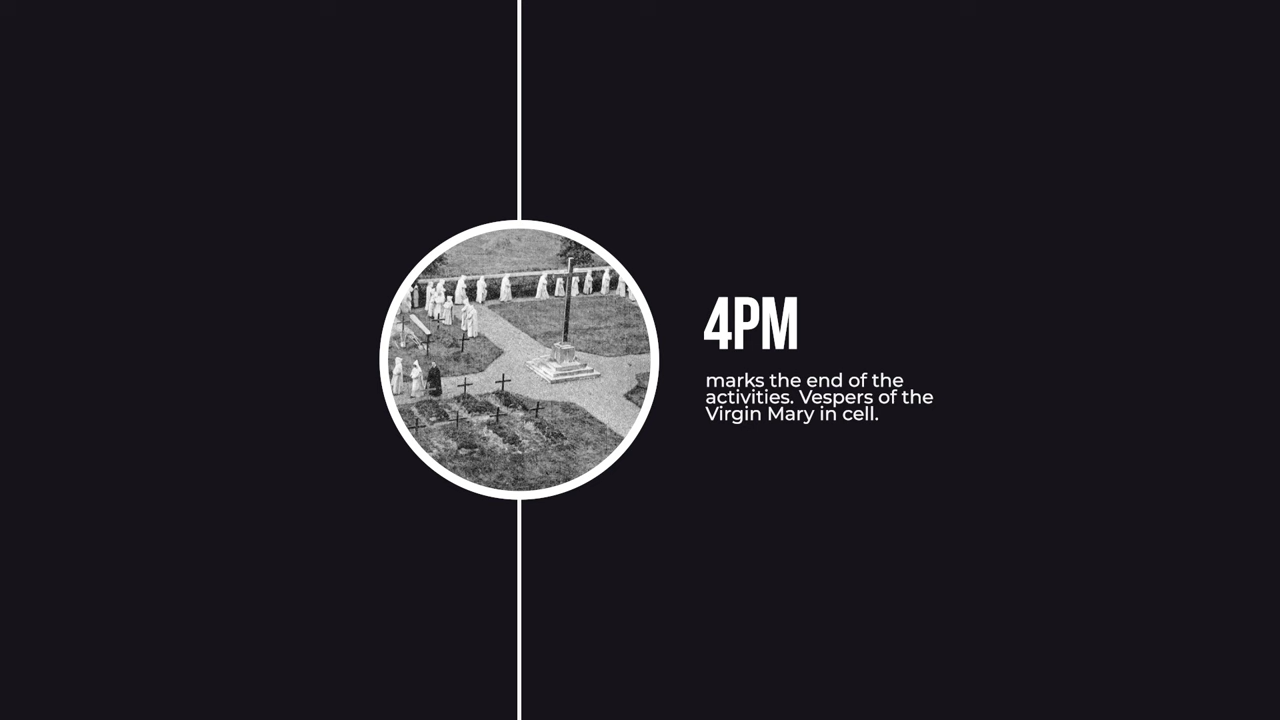 4PM
marks the end of the
activities. Vespers of the
Virgin Mary in cell.